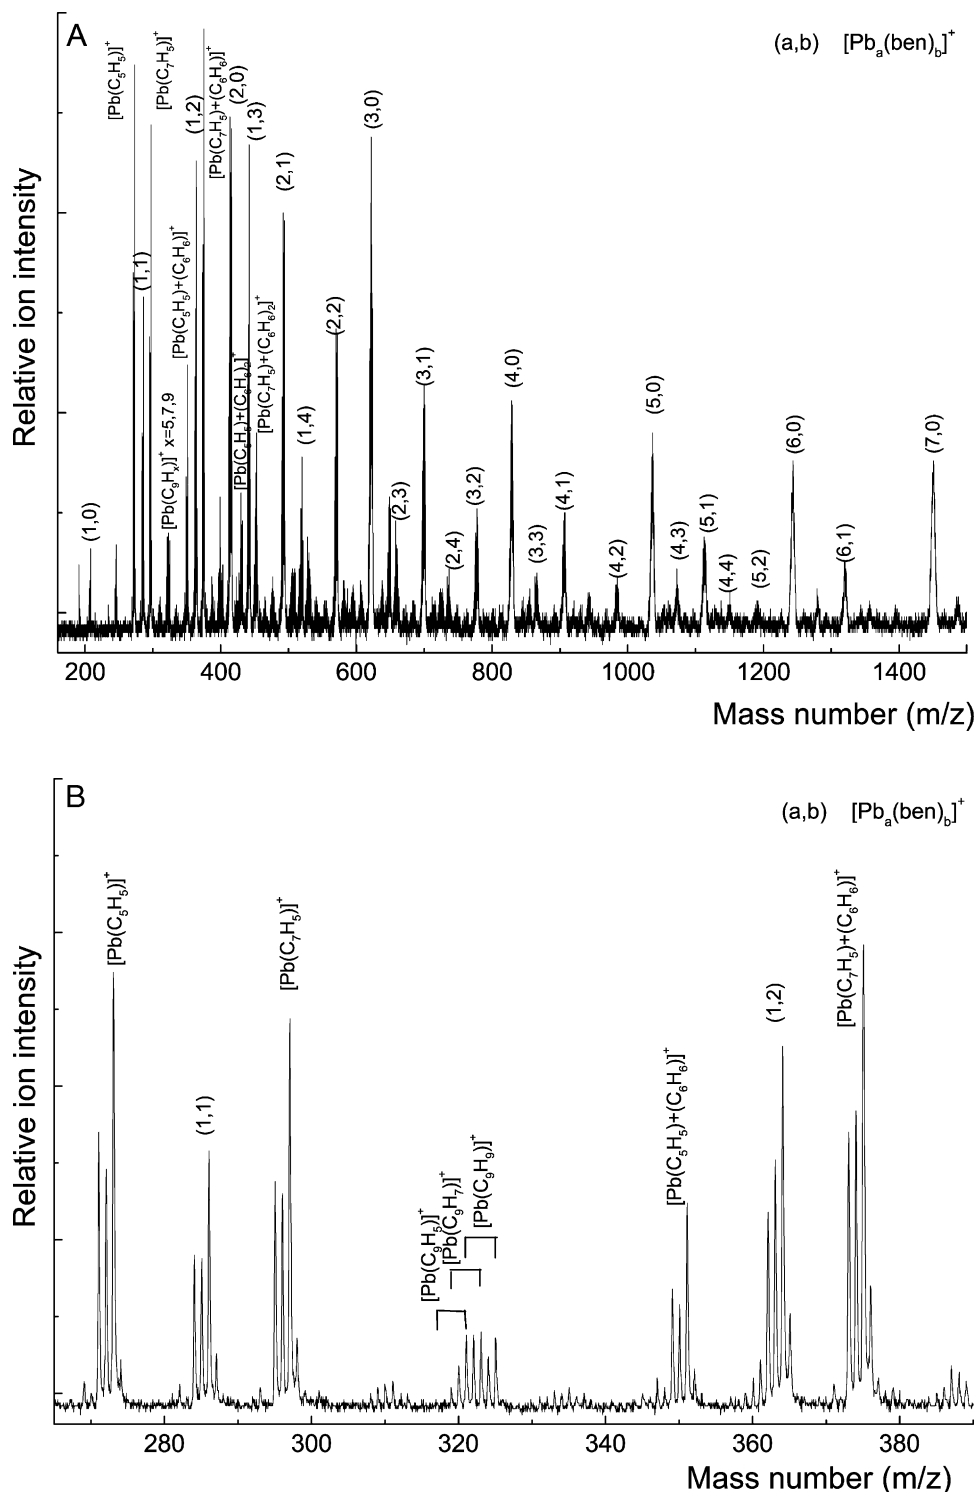 A
(a,b) [Pbₐ(ben)_b]⁺
[Pb(C₅H₅)]⁺
(1,1)
[Pb(C₇H₅)]⁺
[Pb(C₉Hₓ)]⁺ x=5,7,9
[Pb(C₅H₅)+(C₆H₆)]⁺
(1,2)
[Pb(C₇H₅)+(C₆H₆)]⁺
(2,0)
[Pb(C₅H₅)+(C₆H₆)₂]⁺
(1,3)
[Pb(C₇H₅)+(C₆H₆)₂]⁺
(1,0)
(2,1)
(1,4)
(2,2)
(3,0)
(2,3)
(3,1)
(2,4)
(3,2)
(4,0)
(3,3)
(4,1)
(4,2)
(5,0)
(4,3)
(5,1)
(4,4)
(5,2)
(6,0)
(6,1)
(7,0)
Relative ion intensity
200 400 600 800 1000 1200 1400
Mass number (m/z)
B
(a,b) [Pbₐ(ben)_b]⁺
[Pb(C₅H₅)]⁺
(1,1)
[Pb(C₇H₅)]⁺
[Pb(C₉H₅)]⁺
[Pb(C₉H₇)]⁺
[Pb(C₉H₉)]⁺
[Pb(C₅H₅)+(C₆H₆)]⁺
(1,2)
[Pb(C₇H₅)+(C₆H₆)]⁺
Relative ion intensity
280 300 320 340 360 380
Mass number (m/z)